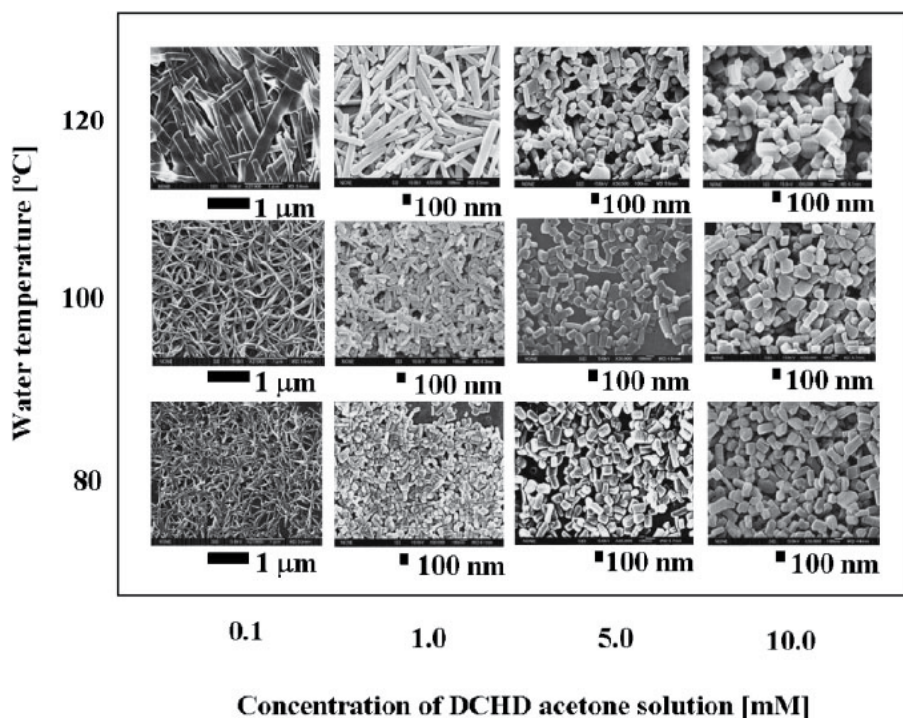 Water temperature [°C]
120
1 μm
100 nm
100 nm
100 nm
100
1 μm
100 nm
100 nm
100 nm
80
1 μm
100 nm
100 nm
100 nm
0.1
1.0
5.0
10.0
Concentration of DCHD acetone solution [mM]